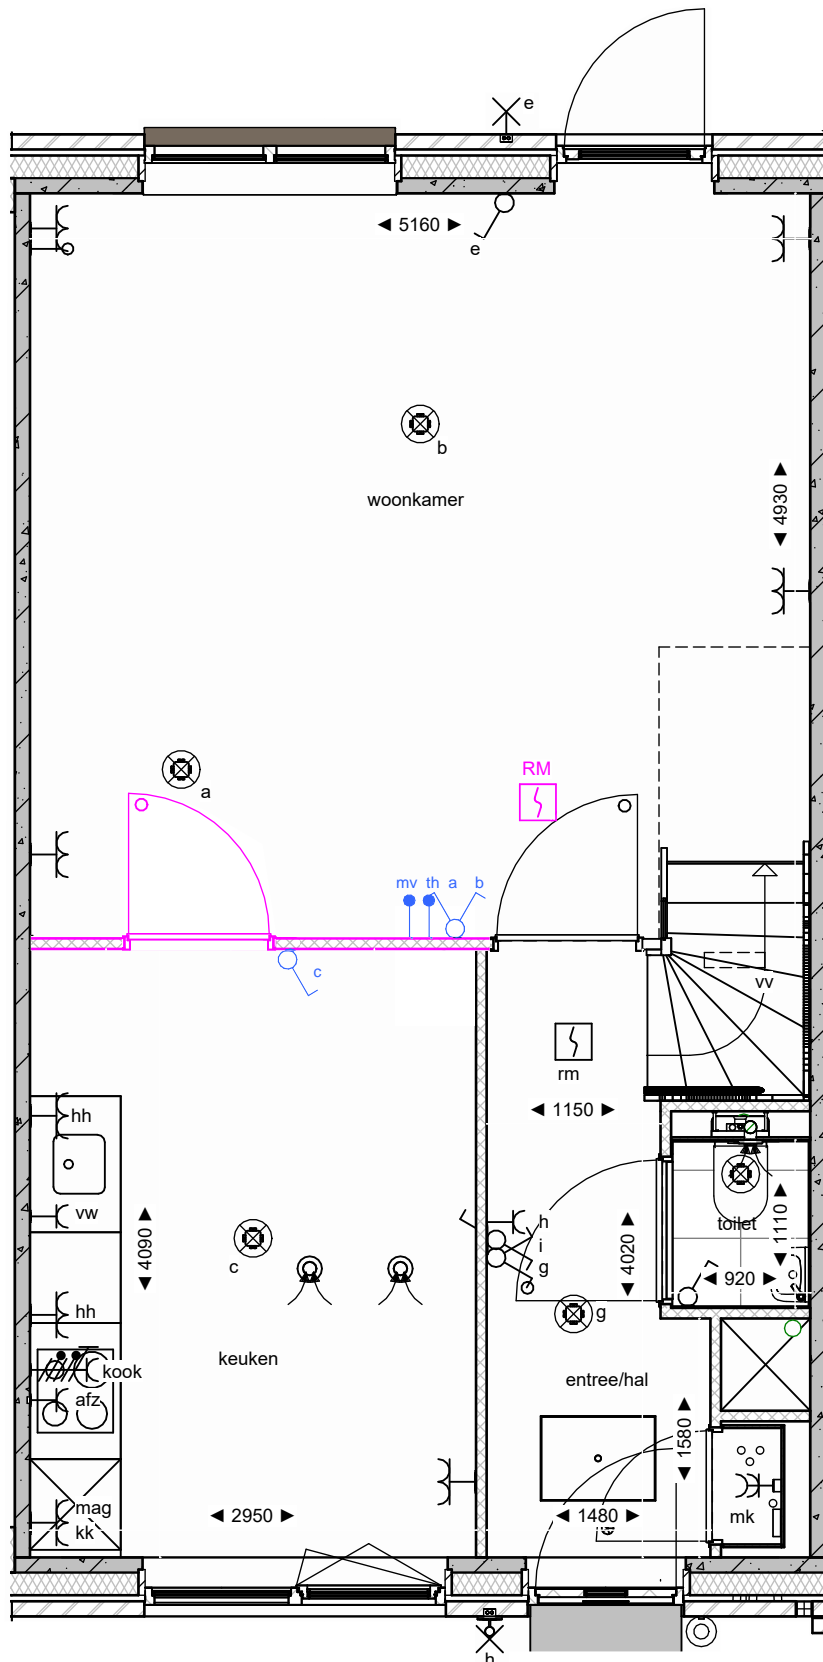 e
◄ 5160 ►
e
b
woonkamer
◄ 4930 ►
RM
a
mv th a b
c
vv
rm
◄ 1150 ►
hh
vw
toilet
◄ 1110 ►
h
i
◄ 4090 ►
◄ 4020 ►
c
g
◄ 920 ►
hh
g
keuken
kook
entree/hal
afz
◄ 1580 ►
mag
◄ 2950 ►
◄ 1480 ►
mk
kk
h